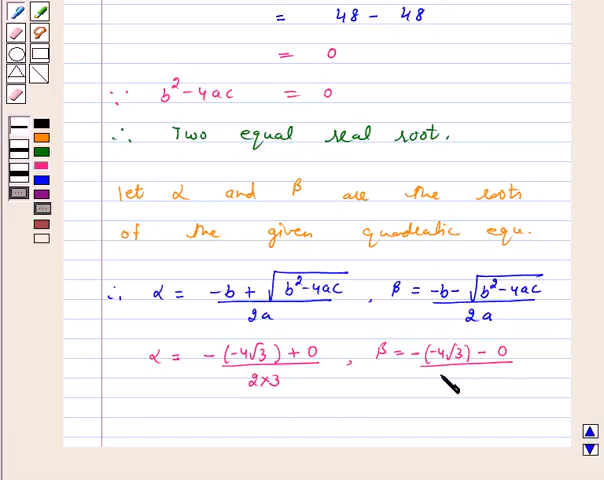 = 48 - 48
= 0
∵ b² - 4ac = 0
∴ Two equal real root.
let α and β are the roots
of the given quadratic equ.
∴ α = (-b + √(b² - 4ac))/2a , β = (-b - √(b² - 4ac))/2a
α = (-(-4√3) + 0)/(2×3) , β = (-(-4√3) - 0)/